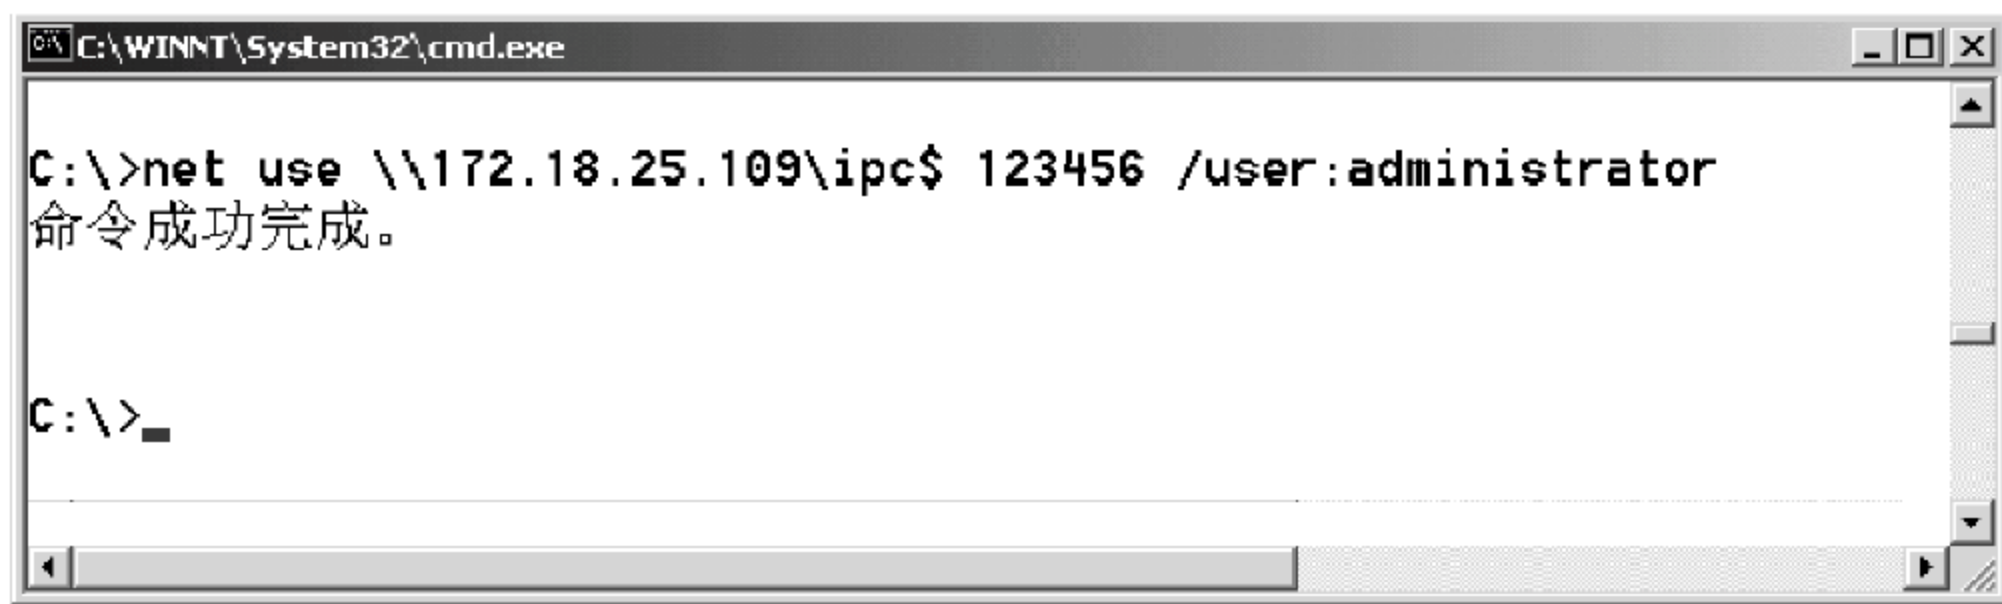 C:\WINNT\System32\cmd.exe
C:\>net use \\172.18.25.109\ipc$ 123456 /user:administrator
命令成功完成。
C:\>